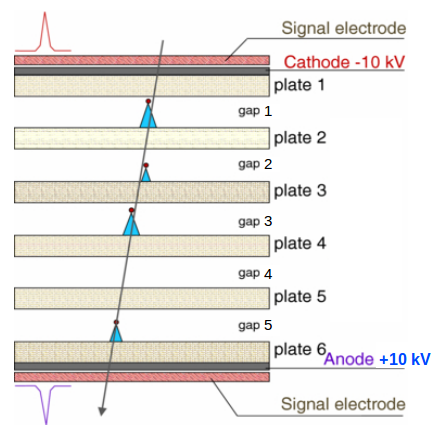 Signal electrode
Cathode -10 kV
plate 1
gap 1
plate 2
gap 2
plate 3
gap 3
plate 4
gap 4
plate 5
gap 5
plate 6
Anode +10 kV
Signal electrode